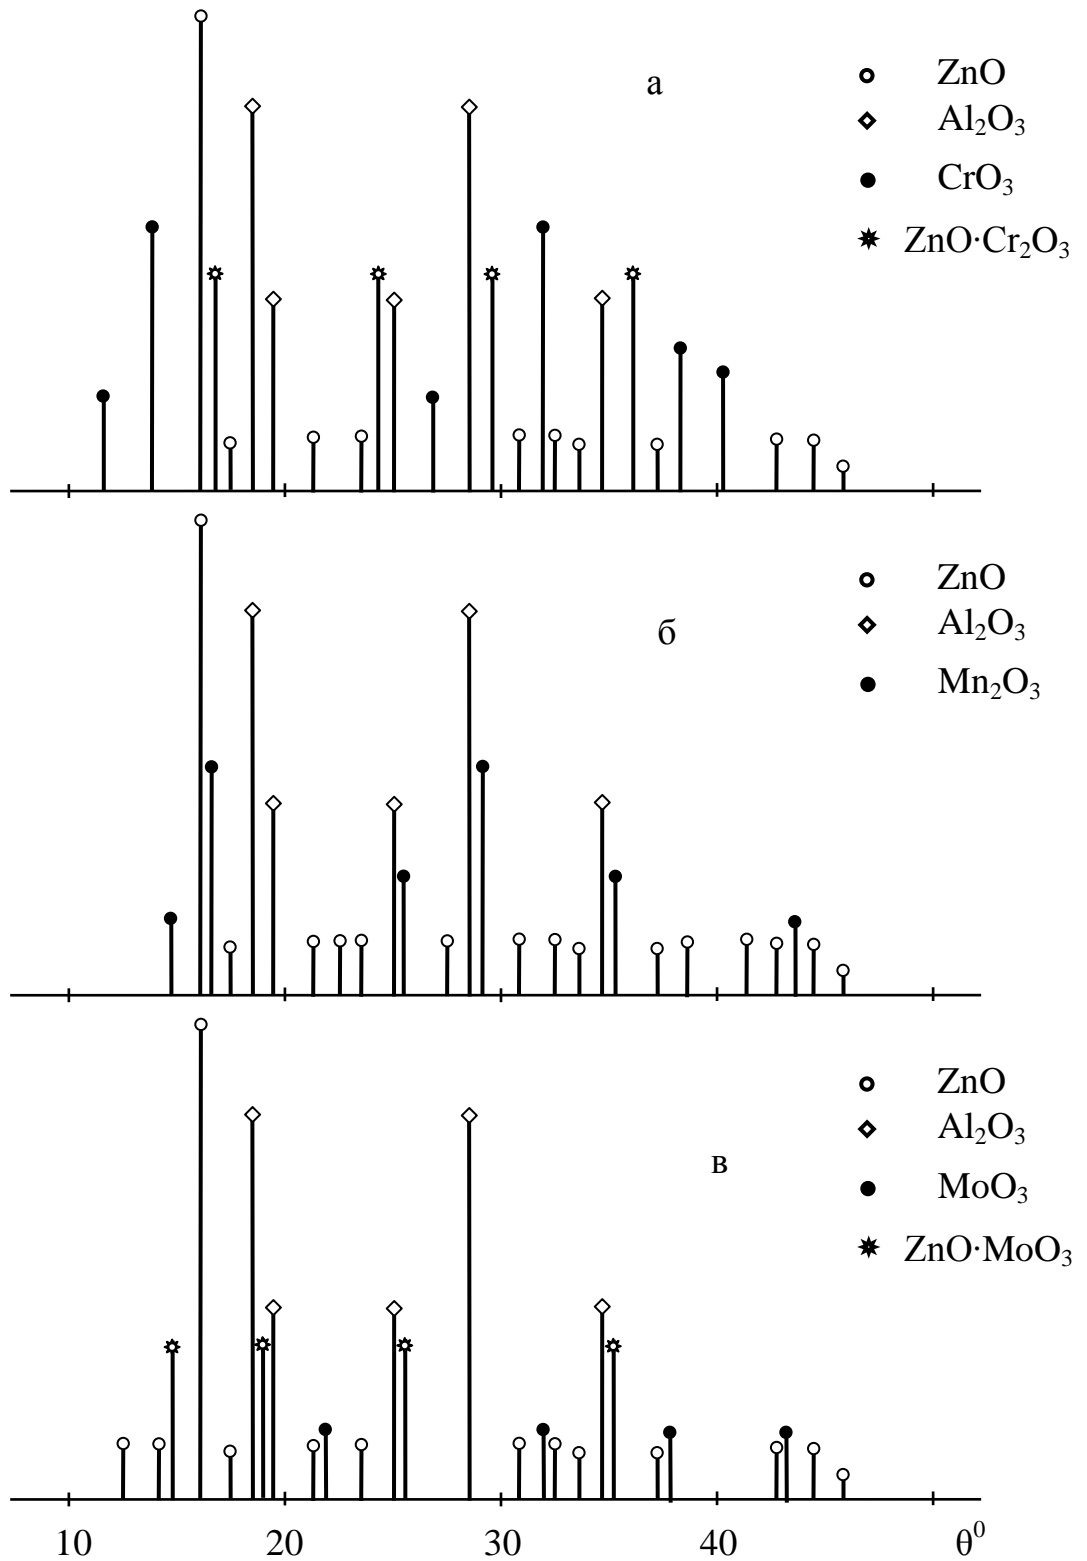 а
ZnO
Al₂O₃
CrO₃
ZnO·Cr₂O₃
б
ZnO
Al₂O₃
Mn₂O₃
в
ZnO
Al₂O₃
MoO₃
ZnO·MoO₃
10 20 30 40 θ⁰